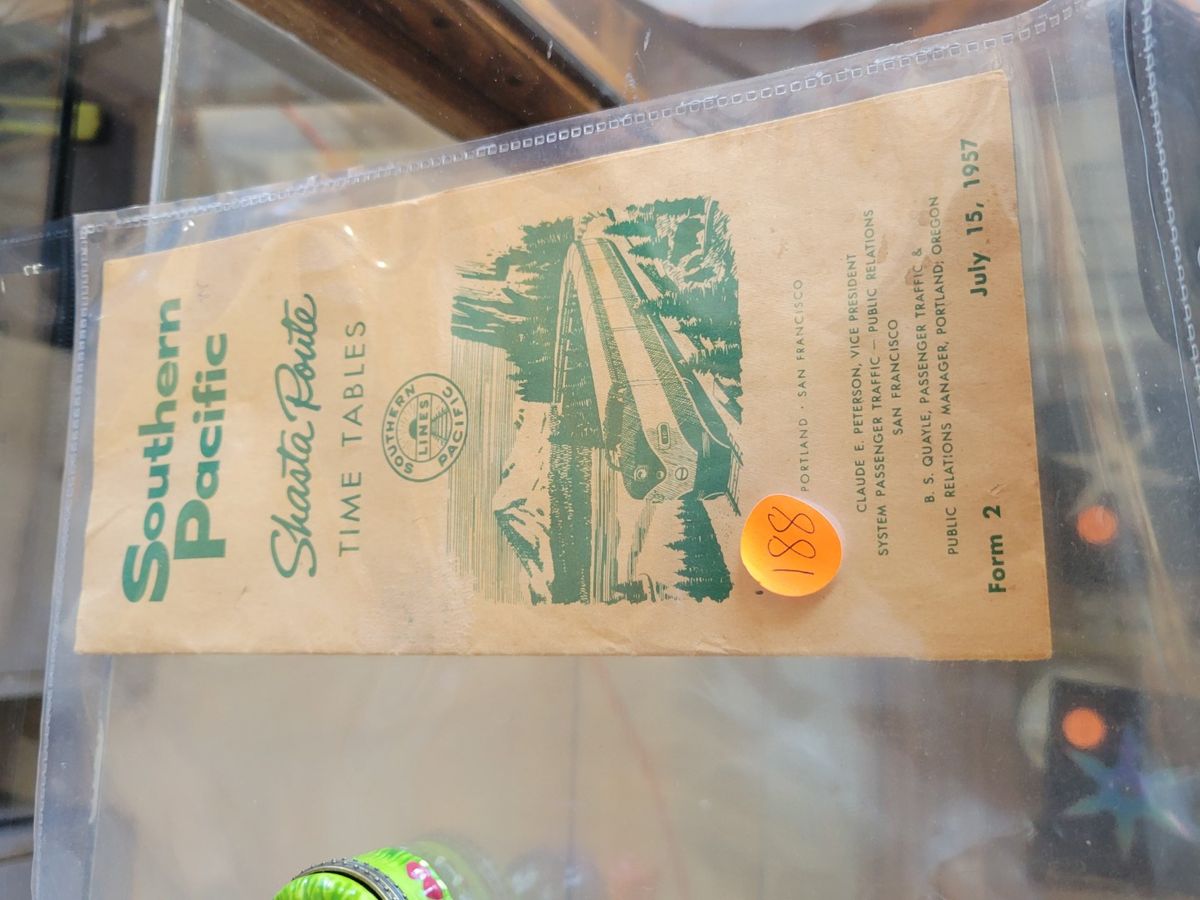 Southern
Pacific
Shasta Route
TIME TABLES
SOUTHERN
LINES
PACIFIC
PORTLAND · SAN FRANCISCO
188
CLAUDE E. PETERSON, VICE PRESIDENT
SYSTEM PASSENGER TRAFFIC — PUBLIC RELATIONS
SAN FRANCISCO
B. S. QUAYLE, PASSENGER TRAFFIC &
PUBLIC RELATIONS MANAGER, PORTLAND, OREGON
Form 2 July 15, 1957